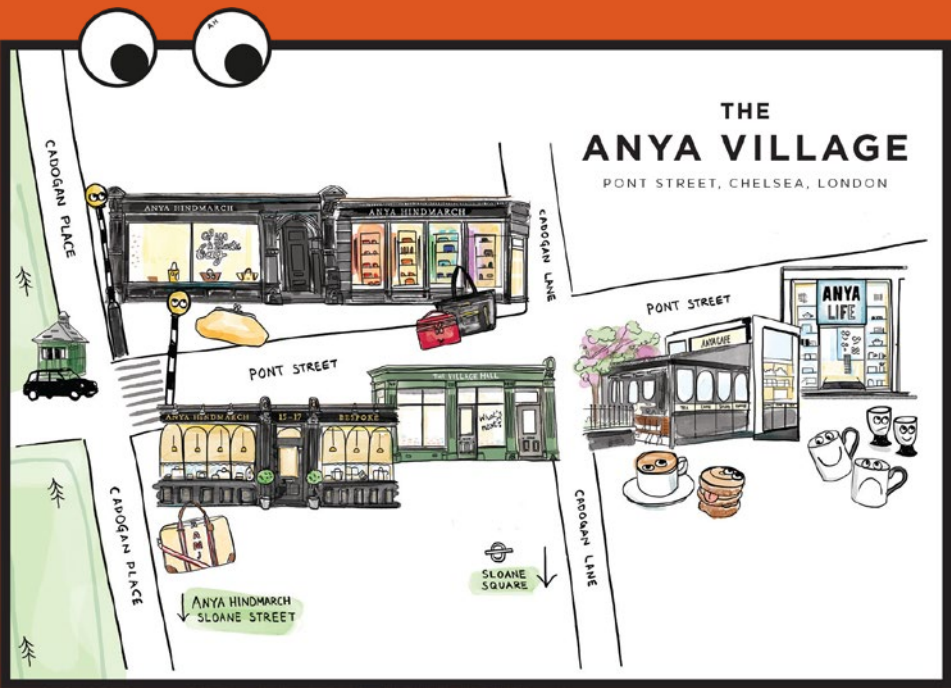 AH
THE
ANYA VILLAGE
PONT STREET, CHELSEA, LONDON
CADOGAN PLACE
ANYA HINDMARCH
ANYA HINDMARCH
CADOGAN LANE
PONT STREET
ANYA
LIFE
ANYA CAFE
PONT STREET
THE VILLAGE HALL
What's
next?
ANYA HINDMARCH 15-17 BESPOKE
CADOGAN PLACE
CADOGAN LANE
SLOANE
SQUARE
ANYA HINDMARCH
SLOANE STREET